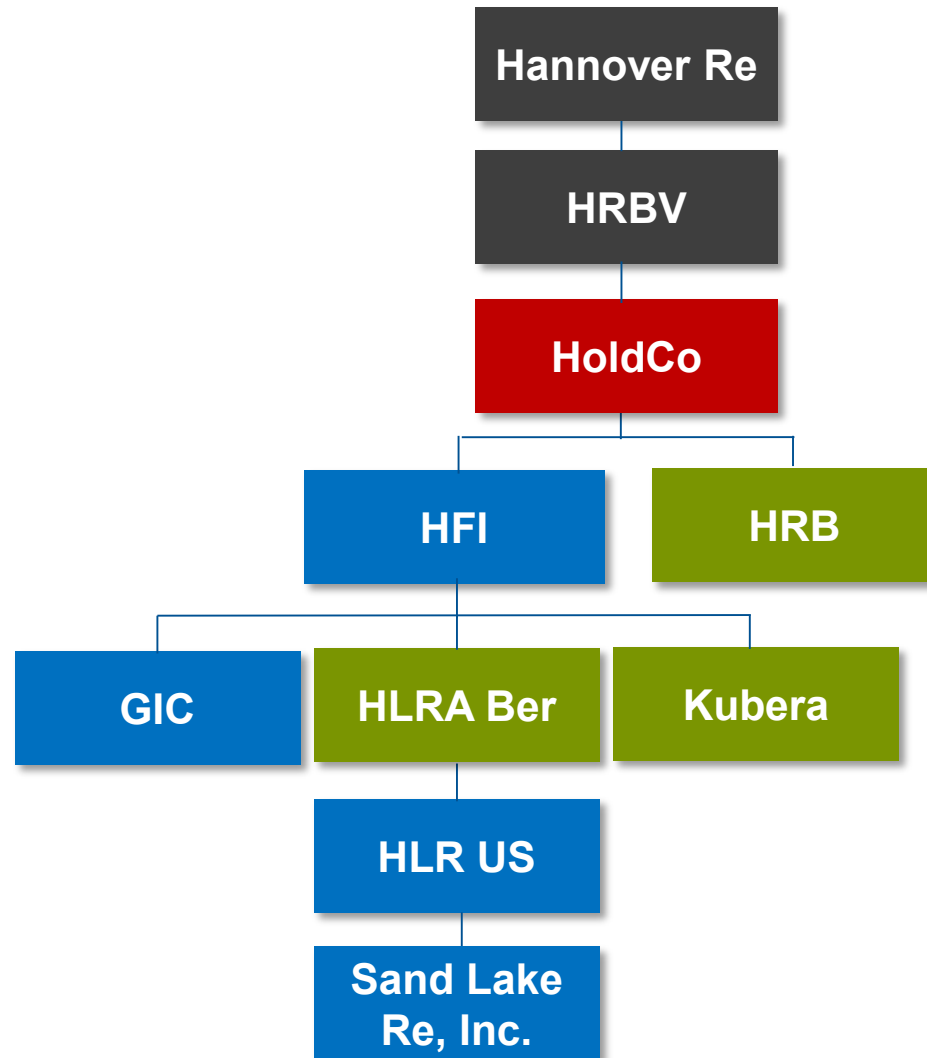 Hannover Re
HRBV
HoldCo
HFI
HRB
GIC
HLRA Ber
Kubera
HLR US
Sand Lake
Re, Inc.